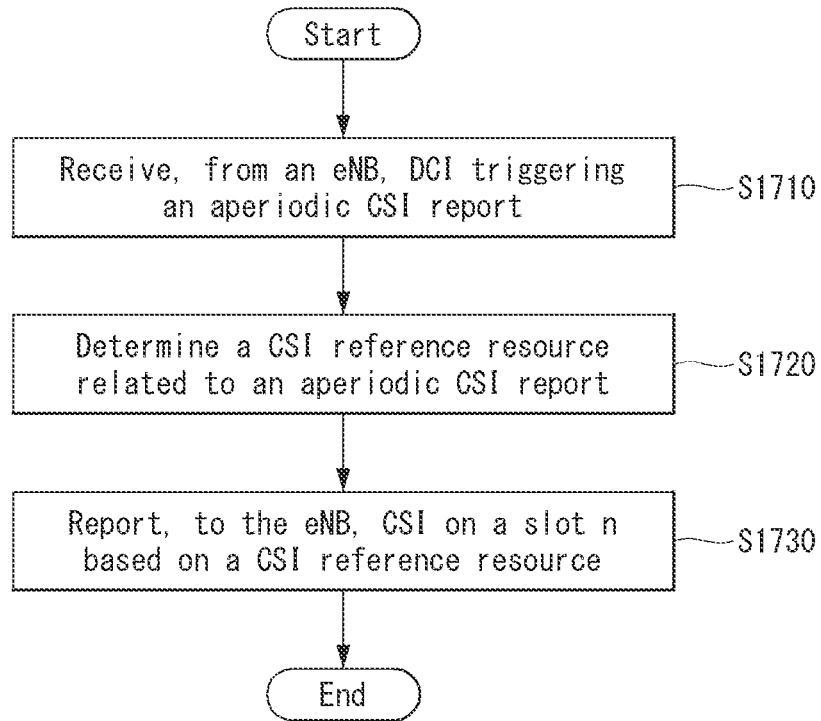 Start
Receive, from an eNB, DCI triggering
an aperiodic CSI report
S1710
Determine a CSI reference resource
related to an aperiodic CSI report
S1720
Report, to the eNB, CSI on a slot n
based on a CSI reference resource
S1730
End